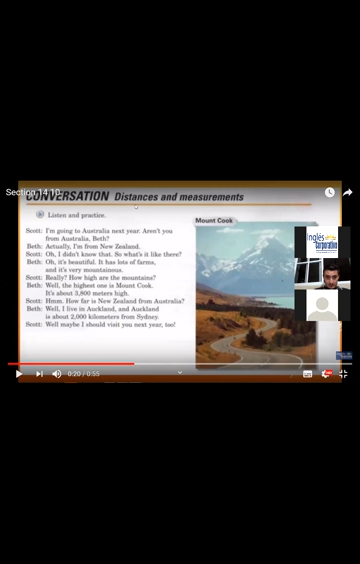 Section 14 10
CONVERSATION Distances and measurements
Listen and practice.
Mount Cook
Scott: I'm going to Australia next year. Aren't you
from Australia, Beth?
Beth: Actually, I'm from New Zealand.
Scott: Oh, I didn't know that. So what's it like there?
Beth: Oh, it's beautiful. It has lots of farms,
and it's very mountainous.
Scott: Really? How high are the mountains?
Beth: Well, the highest one is Mount Cook.
It's about 3,800 meters high.
Scott: Hmm. How far is New Zealand from Australia?
Beth: Well, I live in Auckland, and Auckland
is about 2,000 kilometers from Sydney.
Scott: Well maybe I should visit you next year, too!
Inglés
Corporativo
0:20 / 0:55